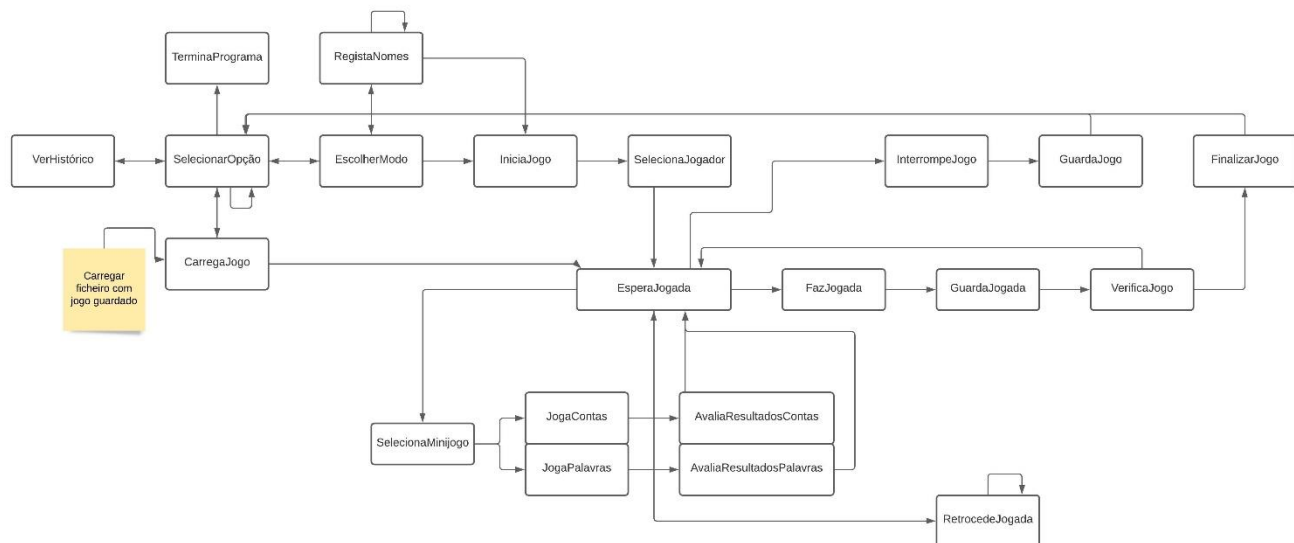 TerminaPrograma
RegistaNomes
VerHistórico
SelecionarOpção
EscolherModo
IniciaJogo
SelecionaJogador
InterrompeJogo
GuardaJogo
FinalizarJogo
Carregar
ficheiro com
jogo guardado
CarregaJogo
EsperaJogada
FazJogada
GuardaJogada
VerificaJogo
SelecionaMinijogo
JogaContas
AvaliaResultadosContas
JogaPalavras
AvaliaResultadosPalavras
RetrocedeJogada